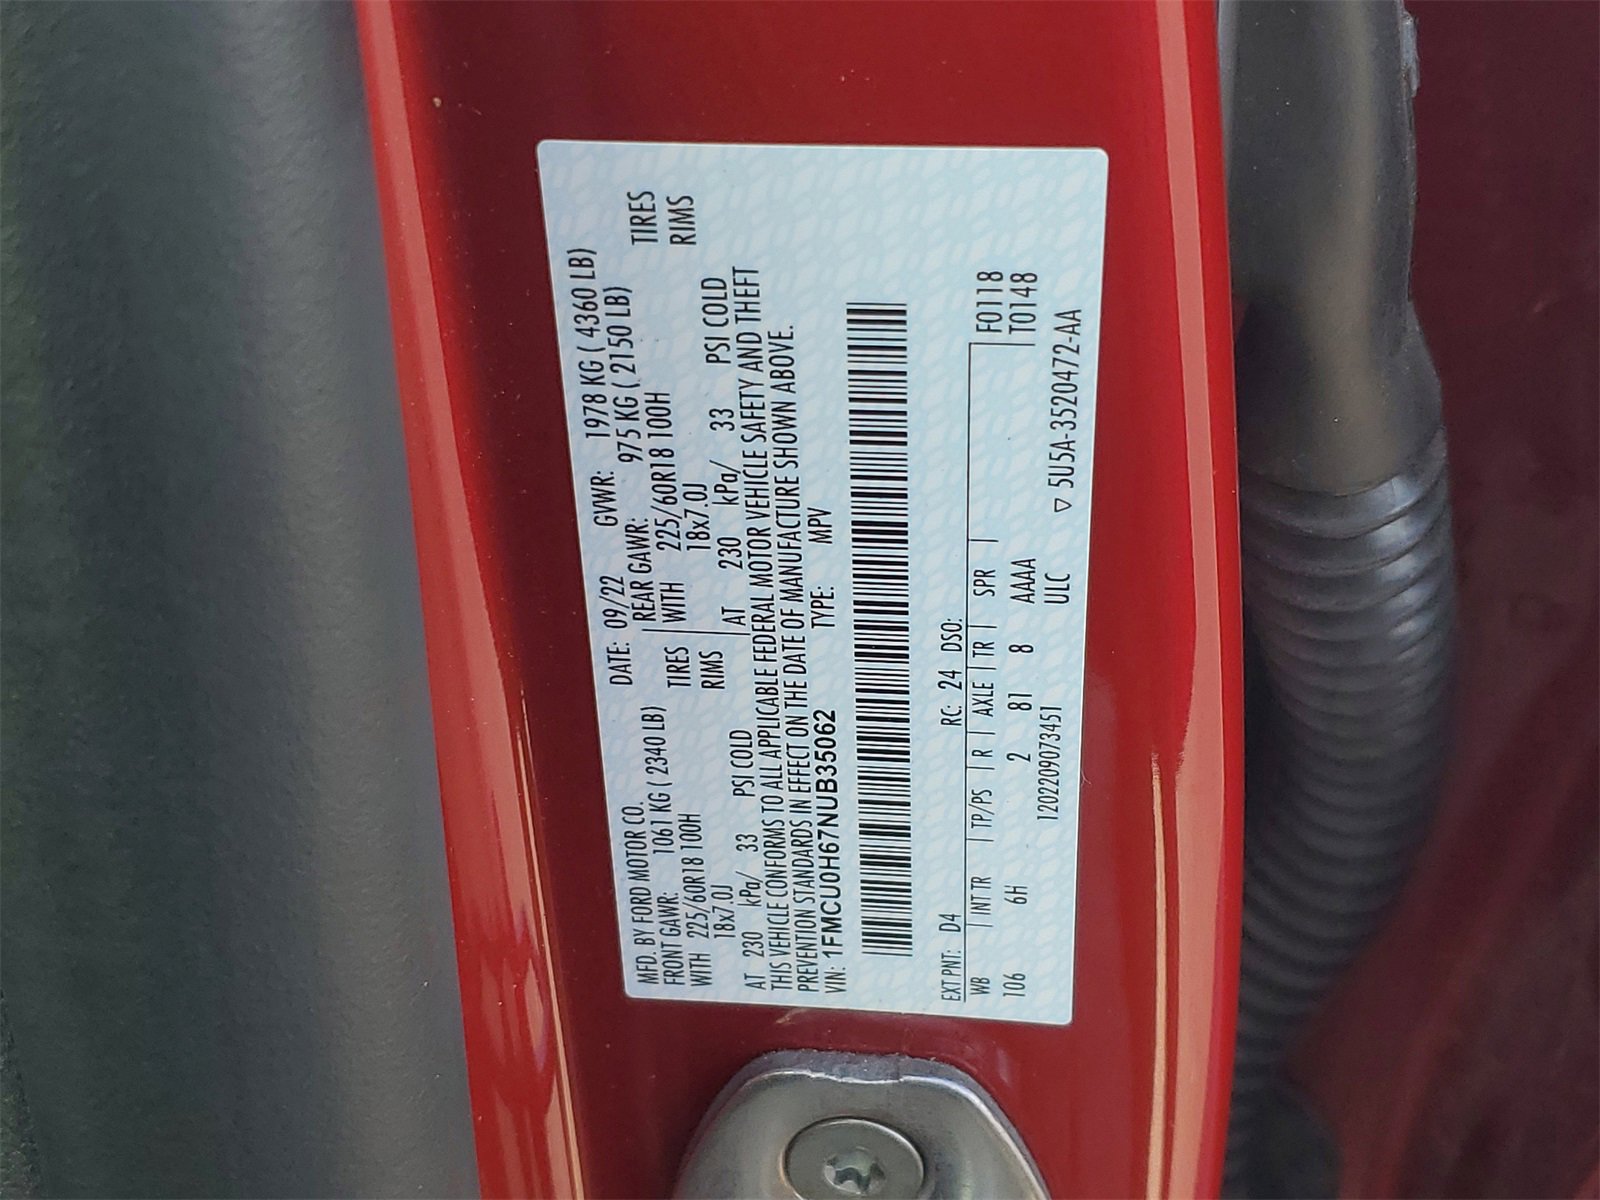 MFD. BY FORD MOTOR CO. DATE: 09/22 GVWR: 1978 KG ( 4360 LB)
FRONT GAWR: 1061 KG ( 2340 LB) REAR GAWR: 975 KG ( 2150 LB)
WITH 225/60R18 100H TIRES WITH 225/60R18 100H TIRES
18x7.0J RIMS 18x7.0J RIMS
AT 230 kPa/ 33 PSI COLD AT 230 kPa/ 33 PSI COLD
THIS VEHICLE CONFORMS TO ALL APPLICABLE FEDERAL MOTOR VEHICLE SAFETY AND THEFT
PREVENTION STANDARDS IN EFFECT ON THE DATE OF MANUFACTURE SHOWN ABOVE.
VIN: 1FMCU0H67NUB35062 TYPE: MPV
EXT PNT: D4 RC: 24 DSO:
WB | INT TR | TP/PS | R | AXLE | TR | SPR | F0118
106 6H 2 81 8 AAAA T0148
1202209073451 ULC ▽ 5U5A-3520472-AA